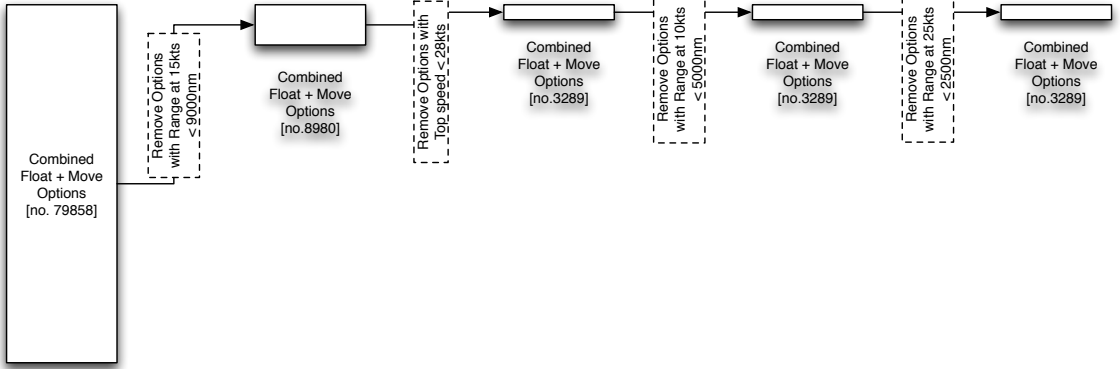 Combined
Float + Move
Options
[no. 79858]
Remove Options
with Range at 15kts
< 9000nm
Combined
Float + Move
Options
[no.8980]
Remove Options with
Top speed < 28kts
Combined
Float + Move
Options
[no.3289]
Remove Options
with Range at 10kts
< 5000nm
Combined
Float + Move
Options
[no.3289]
Remove Options
with Range at 25kts
< 2500nm
Combined
Float + Move
Options
[no.3289]